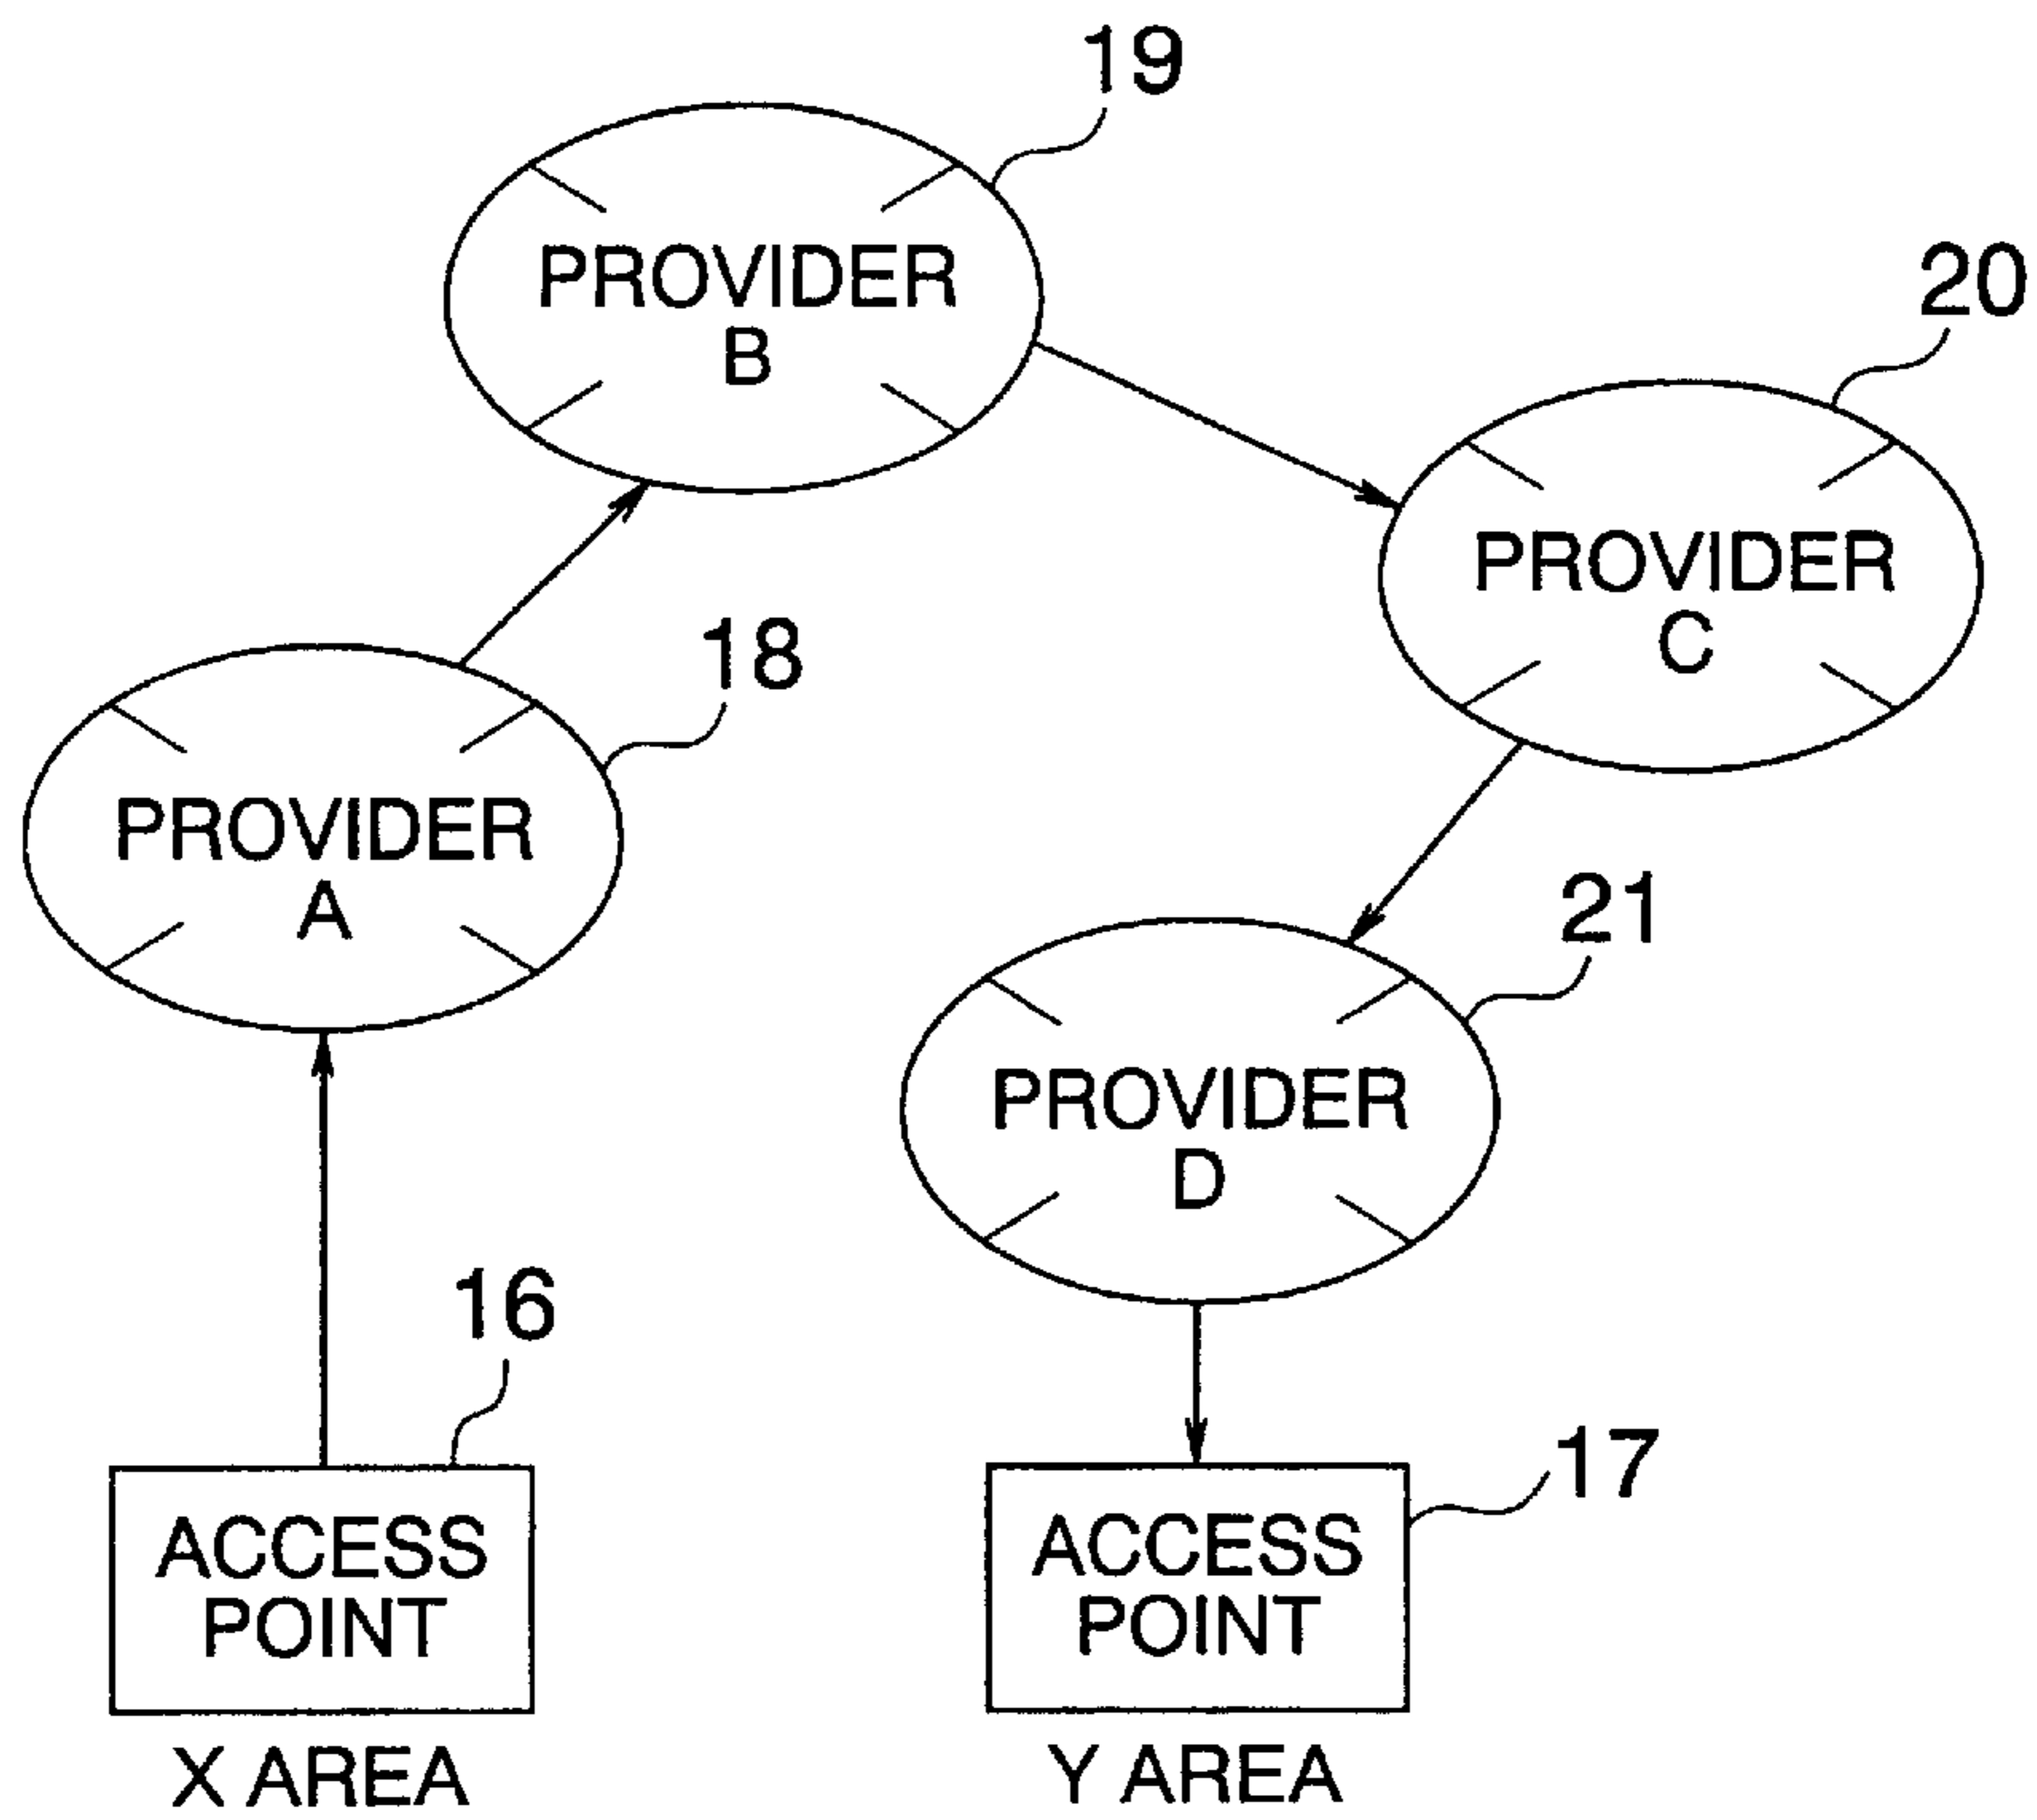 19
PROVIDER
B
20
PROVIDER
C
18
PROVIDER
A
21
PROVIDER
D
16
ACCESS
POINT
X AREA
17
ACCESS
POINT
Y AREA